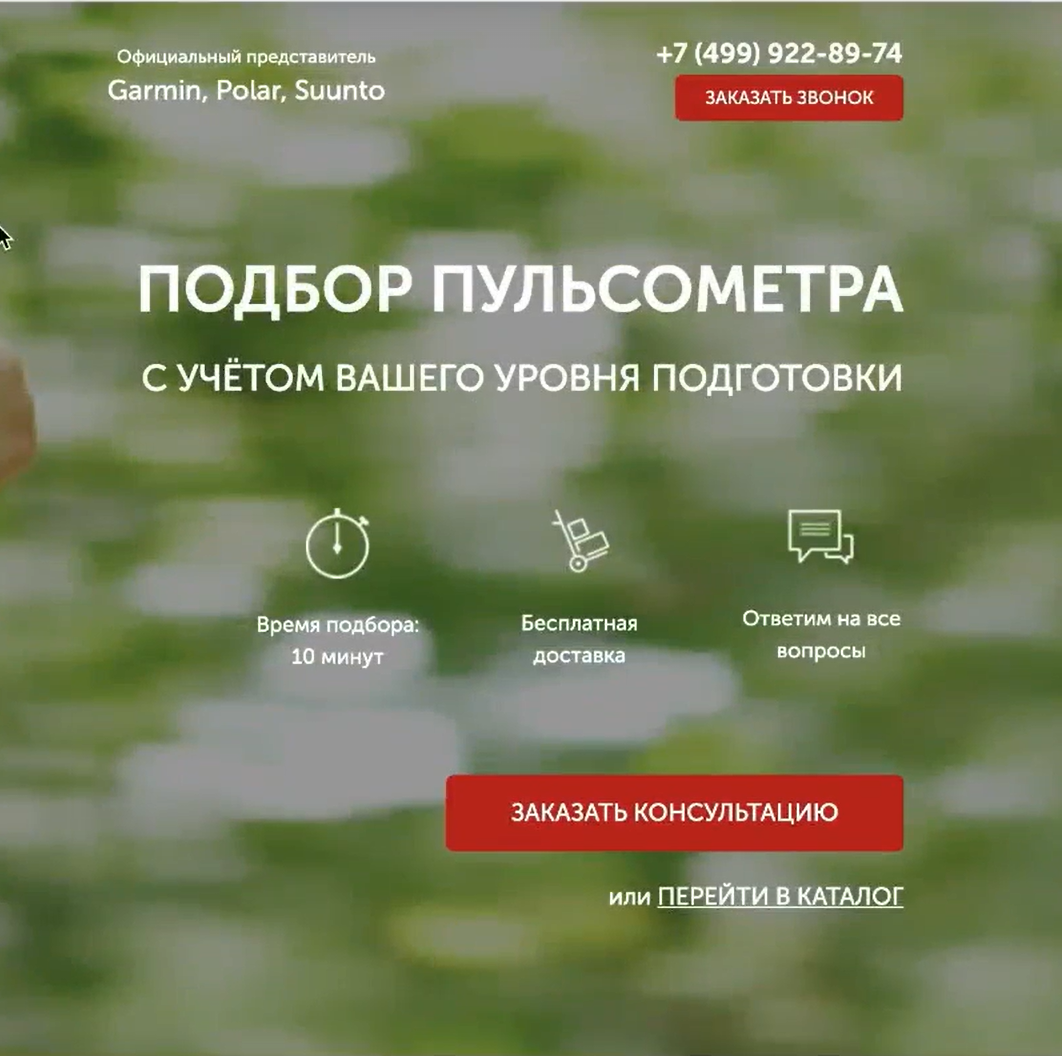 Официальный представитель
Garmin, Polar, Suunto
+7 (499) 922-89-74
ЗАКАЗАТЬ ЗВОНОК
ПОДБОР ПУЛЬСОМЕТРА
С УЧЁТОМ ВАШЕГО УРОВНЯ ПОДГОТОВКИ
Время подбора:
10 минут
Бесплатная
доставка
Ответим на все
вопросы
ЗАКАЗАТЬ КОНСУЛЬТАЦИЮ
или ПЕРЕЙТИ В КАТАЛОГ